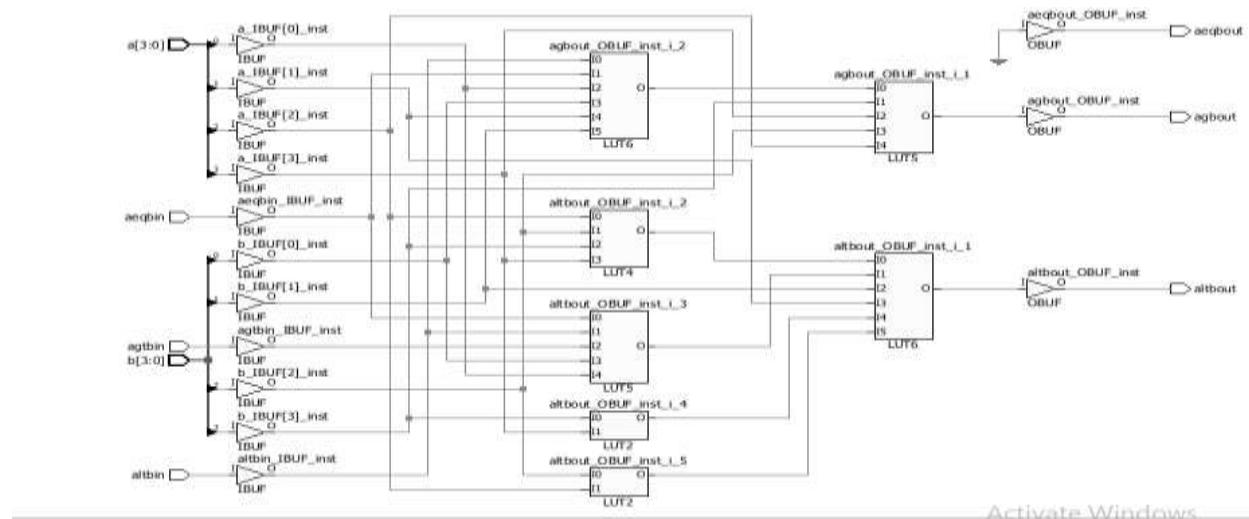 a[3:0]
a_IBUF[0]_inst
I O
IBUF
a_IBUF[1]_inst
I O
IBUF
a_IBUF[2]_inst
I O
IBUF
a_IBUF[3]_inst
I O
IBUF
aeqbin
aeqbin_IBUF_inst
I O
IBUF
b_IBUF[0]_inst
I O
IBUF
b_IBUF[1]_inst
I O
IBUF
agtbin
agtbin_IBUF_inst
I O
IBUF
b[3:0]
b_IBUF[2]_inst
I O
IBUF
b_IBUF[3]_inst
I O
IBUF
altbin
altbin_IBUF_inst
I O
IBUF
agbout_OBUF_inst_i_2
I0
I1
I2
I3
I4
I5
O
LUT6
altbout_OBUF_inst_i_2
I0
I1
I2
I3
O
LUT4
altbout_OBUF_inst_i_3
I0
I1
I2
I3
I4
O
LUT5
altbout_OBUF_inst_i_4
I0
I1
O
LUT2
altbout_OBUF_inst_i_5
I0
I1
O
LUT2
agbout_OBUF_inst_i_1
I0
I1
I2
I3
I4
O
LUT5
altbout_OBUF_inst_i_1
I0
I1
I2
I3
I4
I5
O
LUT6
aeqbout_OBUF_inst
I O
OBUF
aeqbout
agbout_OBUF_inst
I O
OBUF
agbout
altbout_OBUF_inst
I O
OBUF
altbout
Activate Windows